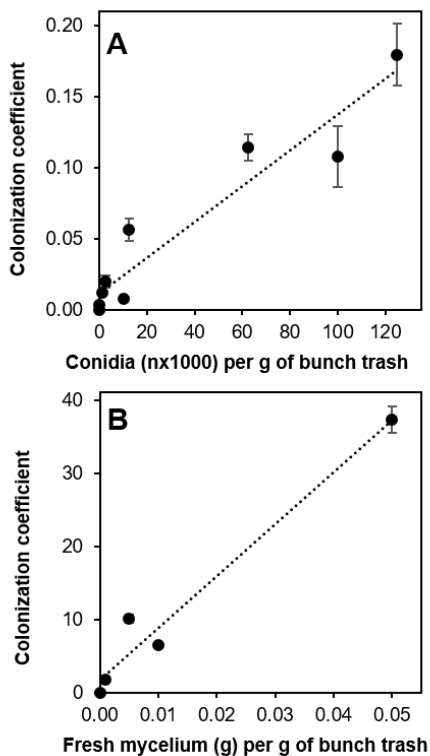 A
0.20
0.15
0.10
0.05
0.00
Colonization coefficient
0 20 40 60 80 100 120
Conidia (nx1000) per g of bunch trash
B
40
30
20
10
0
Colonization coefficient
0.00 0.01 0.02 0.03 0.04 0.05
Fresh mycelium (g) per g of bunch trash